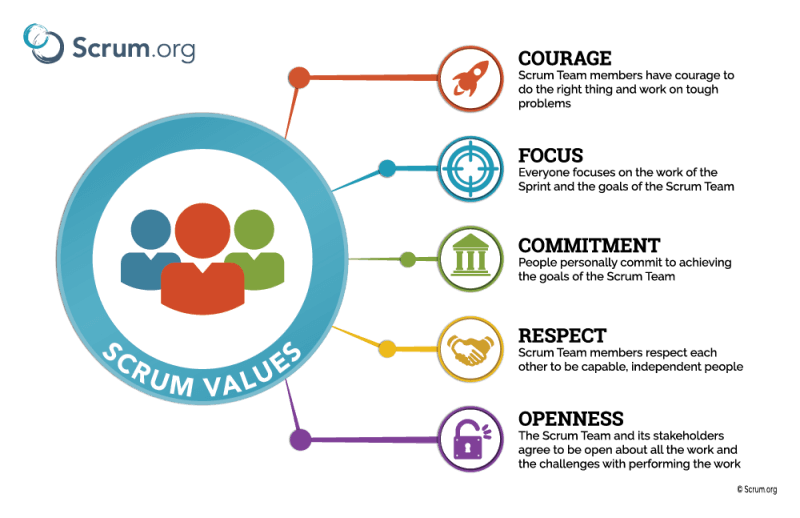 Scrum.org
COURAGE
Scrum Team members have courage to
do the right thing and work on tough
problems
FOCUS
Everyone focuses on the work of the
Sprint and the goals of the Scrum Team
COMMITMENT
People personally commit to achieving
the goals of the Scrum Team
RESPECT
Scrum Team members respect each
other to be capable, independent people
OPENNESS
The Scrum Team and its stakeholders
agree to be open about all the work and
the challenges with performing the work
SCRUM VALUES
© Scrum.org